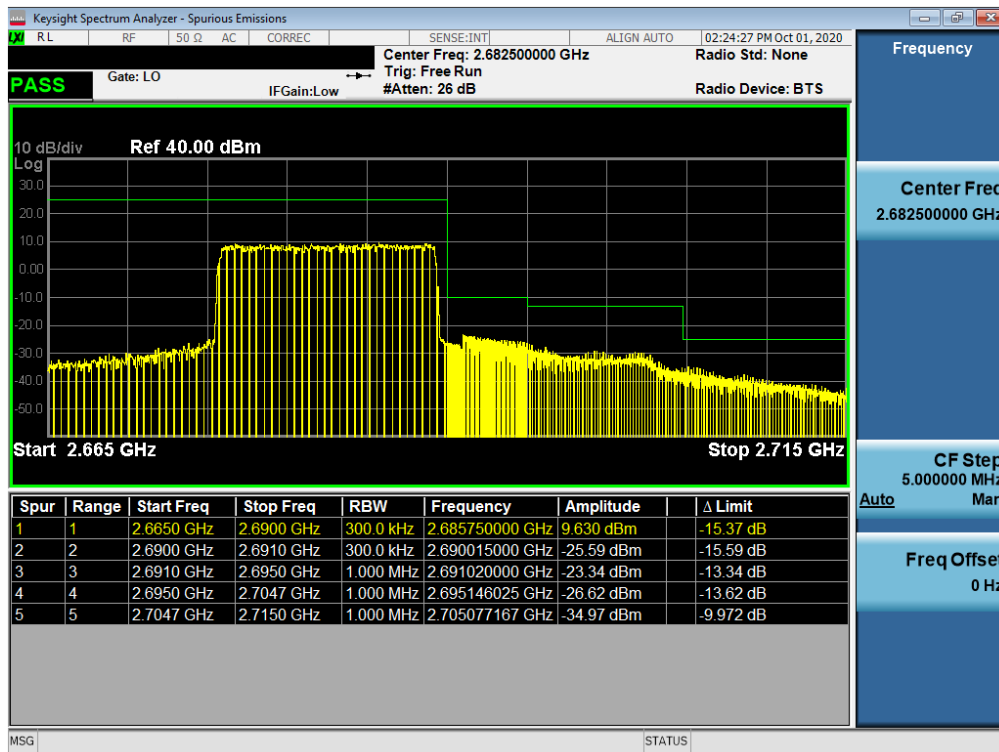 Keysight Spectrum Analyzer - Spurious Emissions
LXI RL RF 50 Ω AC CORREC SENSE:INT ALIGN AUTO 02:24:27 PM Oct 01, 2020
Center Freq: 2.682500000 GHz Radio Std: None
Gate: LO Trig: Free Run
PASS IFGain:Low #Atten: 26 dB Radio Device: BTS
10 dB/div Ref 40.00 dBm
Log
30.0
20.0
10.0
0.00
-10.0
-20.0
-30.0
-40.0
-50.0
Start 2.665 GHz Stop 2.715 GHz
Spur Range Start Freq Stop Freq RBW Frequency Amplitude Δ Limit
1 1 2.6650 GHz 2.6900 GHz 300.0 kHz 2.685750000 GHz 9.630 dBm -15.37 dB
2 2 2.6900 GHz 2.6910 GHz 300.0 kHz 2.690015000 GHz -25.59 dBm -15.59 dB
3 3 2.6910 GHz 2.6950 GHz 1.000 MHz 2.691020000 GHz -23.34 dBm -13.34 dB
4 4 2.6950 GHz 2.7047 GHz 1.000 MHz 2.695146025 GHz -26.62 dBm -13.62 dB
5 5 2.7047 GHz 2.7150 GHz 1.000 MHz 2.705077167 GHz -34.97 dBm -9.972 dB
MSG STATUS
Frequency
Center Freq
2.682500000 GHz
CF Step
5.000000 MHz
Auto Man
Freq Offset
0 Hz